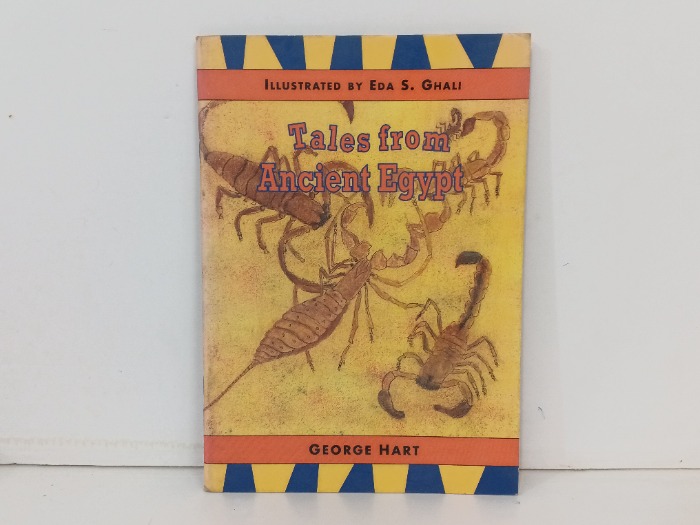 ILLUSTRATED BY EDA S. GHALI
Tales from
Ancient Egypt
GEORGE HART